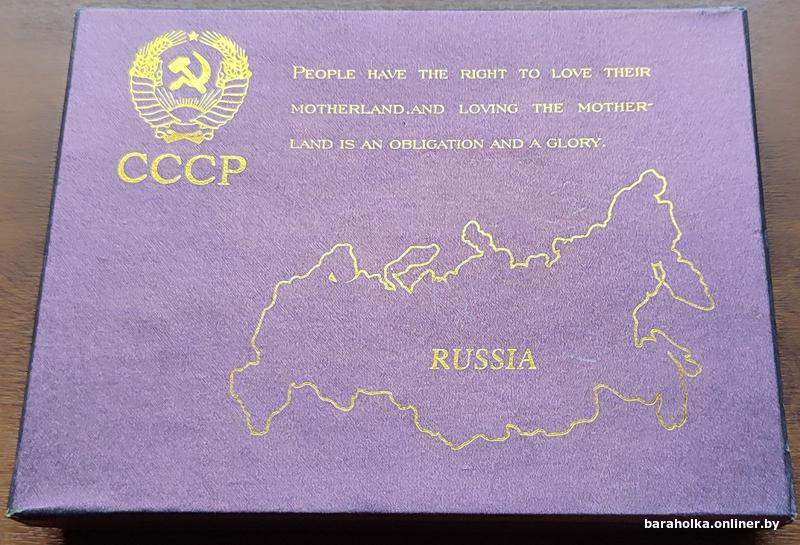 PEOPLE HAVE THE RIGHT TO LOVE THEIR
MOTHERLAND.AND LOVING THE MOTHER-
LAND IS AN OBLIGATION AND A GLORY.
СССР
RUSSIA
baraholka.onliner.by